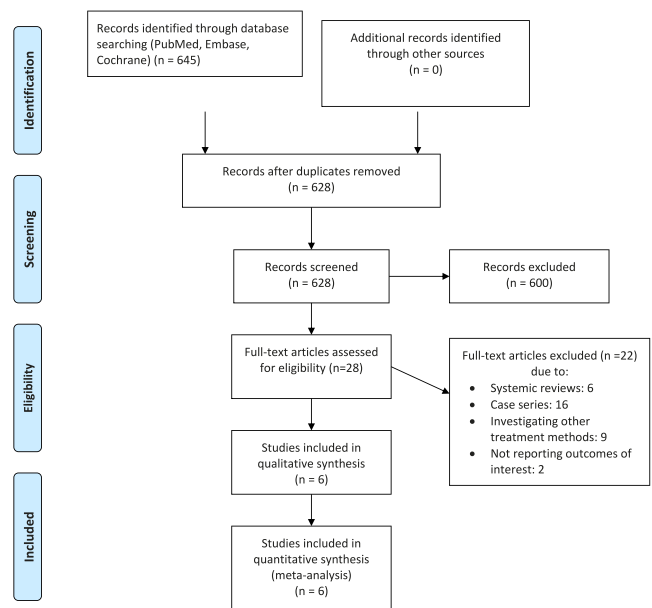 Identification
Records identified through database
searching (PubMed, Embase,
Cochrane) (n = 645)
Additional records identified
through other sources
(n = 0)
Records after duplicates removed
(n = 628)
Screening
Records screened
(n = 628)
Records excluded
(n = 600)
Eligibility
Full-text articles assessed
for eligibility (n=28)
Full-text articles excluded (n =22)
due to:
• Systemic reviews: 6
• Case series: 16
• Investigating other
treatment methods: 9
• Not reporting outcomes of
interest: 2
Studies included in
qualitative synthesis
(n = 6)
Included
Studies included in
quantitative synthesis
(meta-analysis)
(n = 6)